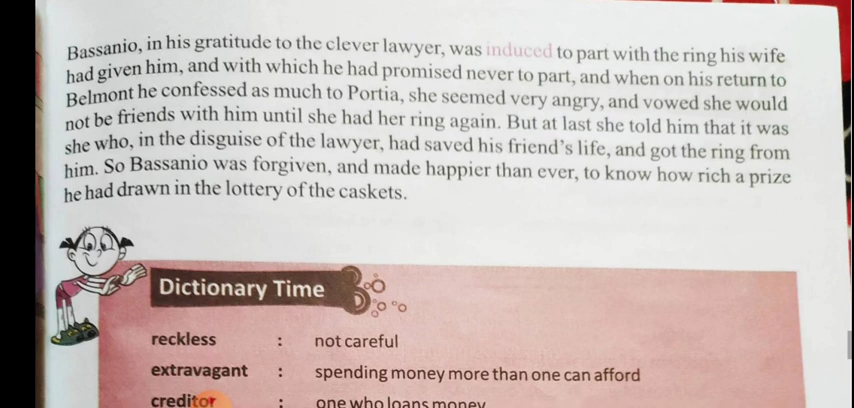 Bassanio, in his gratitude to the clever lawyer, was induced to part with the ring his wife
had given him, and with which he had promised never to part, and when on his return to
Belmont he confessed as much to Portia, she seemed very angry, and vowed she would
not be friends with him until she had her ring again. But at last she told him that it was
she who, in the disguise of the lawyer, had saved his friend's life, and got the ring from
him. So Bassanio was forgiven, and made happier than ever, to know how rich a prize
he had drawn in the lottery of the caskets.
Dictionary Time
reckless : not careful
extravagant : spending money more than one can afford
creditor : one who loans money